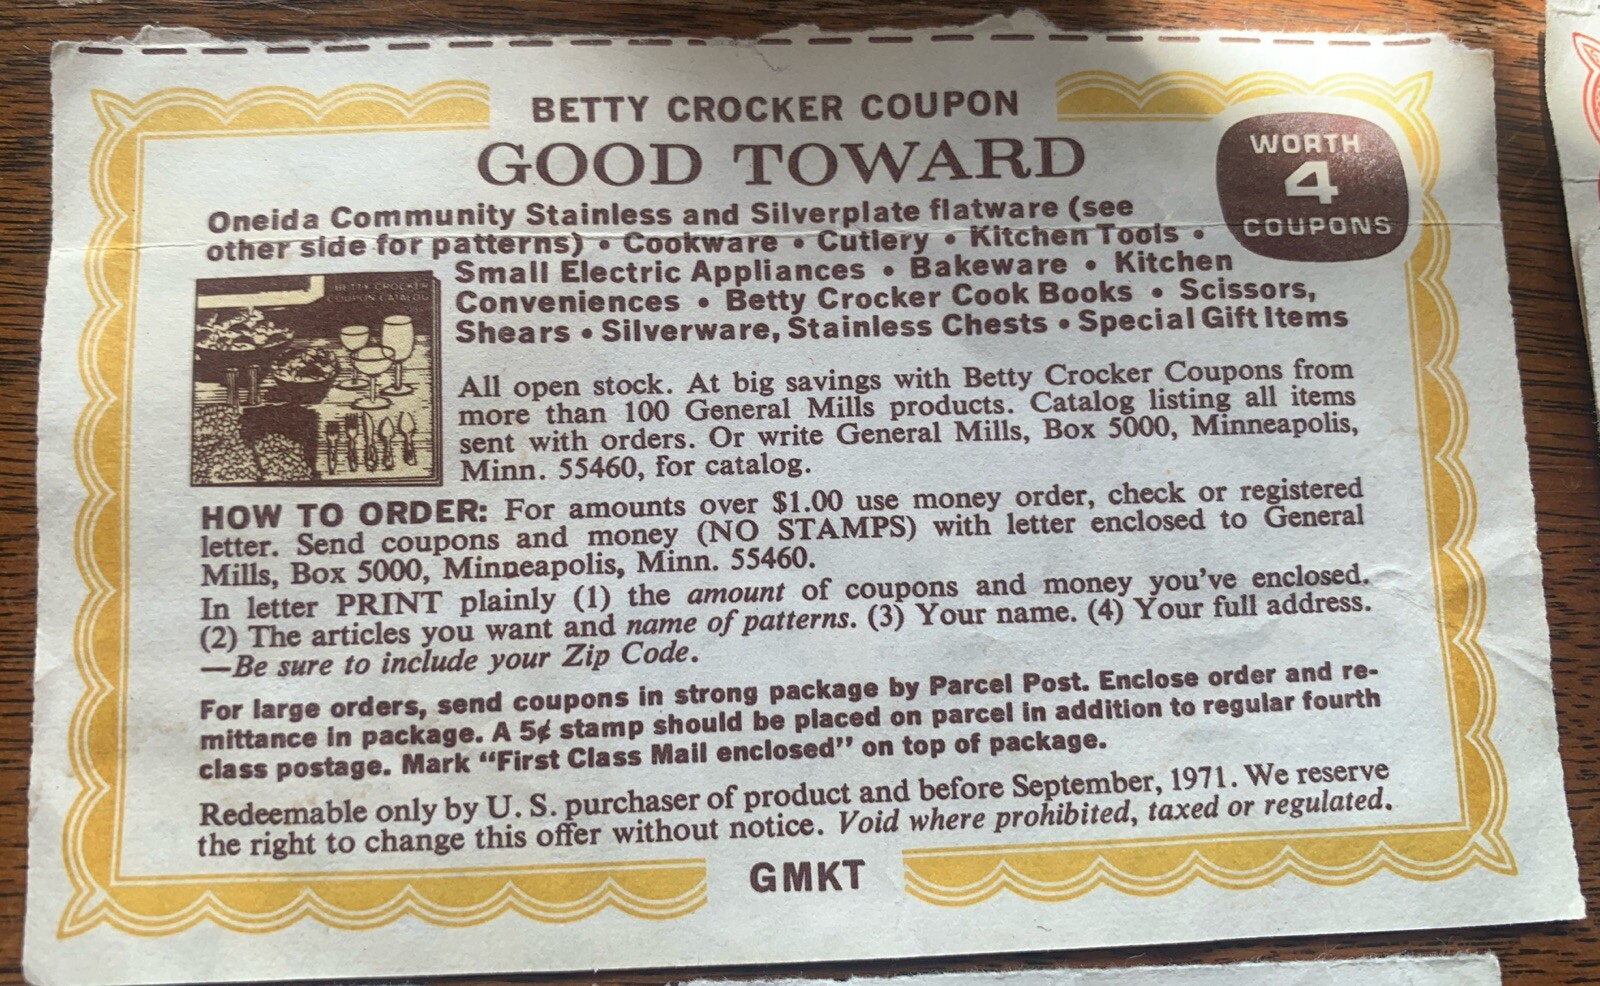 BETTY CROCKER COUPON
GOOD TOWARD
WORTH
4
COUPONS
Oneida Community Stainless and Silverplate flatware (see
other side for patterns) • Cookware • Cutlery • Kitchen Tools •
Small Electric Appliances • Bakeware • Kitchen
Conveniences • Betty Crocker Cook Books • Scissors,
Shears • Silverware, Stainless Chests • Special Gift Items
BETTY CROCKER
COUPON CATALOG
All open stock. At big savings with Betty Crocker Coupons from
more than 100 General Mills products. Catalog listing all items
sent with orders. Or write General Mills, Box 5000, Minneapolis,
Minn. 55460, for catalog.
HOW TO ORDER: For amounts over $1.00 use money order, check or registered
letter. Send coupons and money (NO STAMPS) with letter enclosed to General
Mills, Box 5000, Minneapolis, Minn. 55460.
In letter PRINT plainly (1) the amount of coupons and money you've enclosed.
(2) The articles you want and name of patterns. (3) Your name. (4) Your full address.
—Be sure to include your Zip Code.
For large orders, send coupons in strong package by Parcel Post. Enclose order and re-
mittance in package. A 5¢ stamp should be placed on parcel in addition to regular fourth
class postage. Mark “First Class Mail enclosed” on top of package.
Redeemable only by U. S. purchaser of product and before September, 1971. We reserve
the right to change this offer without notice. Void where prohibited, taxed or regulated.
GMKT